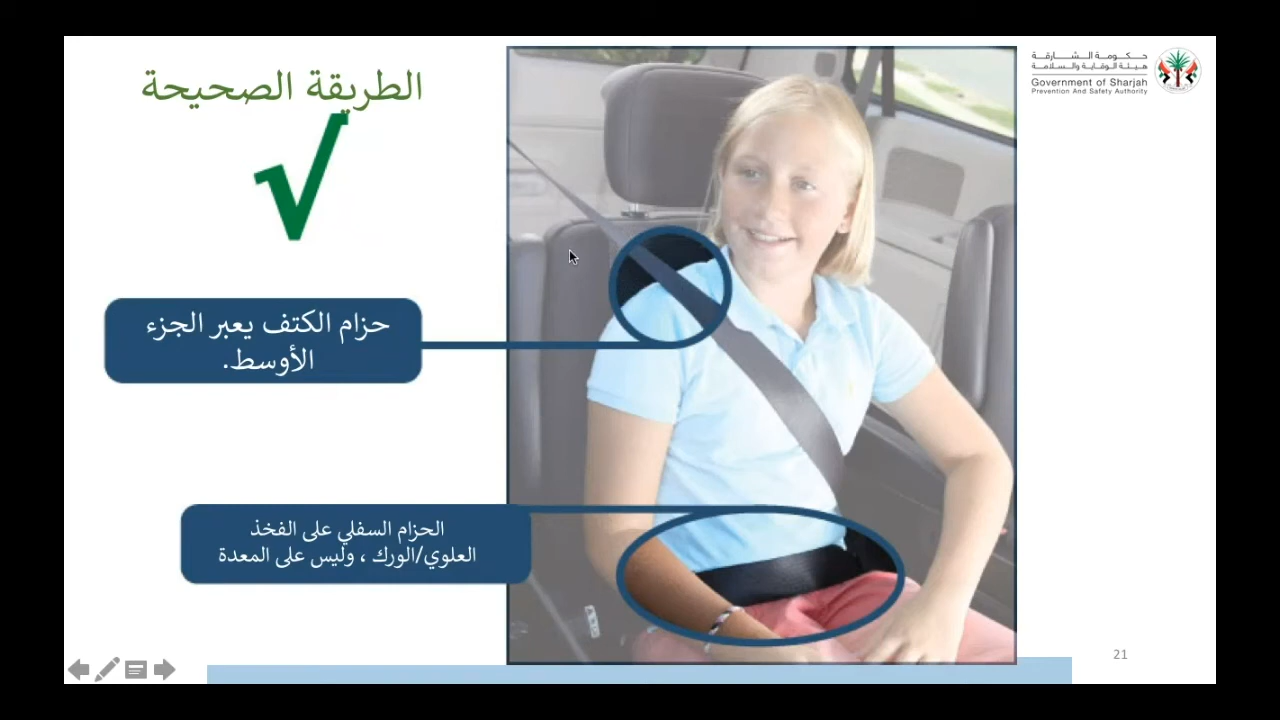 الطريقة الصحيحة
حكومة الشارقة
هيئة الوقاية والسلامة
Government of Sharjah
Prevention And Safety Authority
حزام الكتف يعبر الجزء
الأوسط.
الحزام السفلي على الفخذ
العلوي/الورك ، وليس على المعدة
21